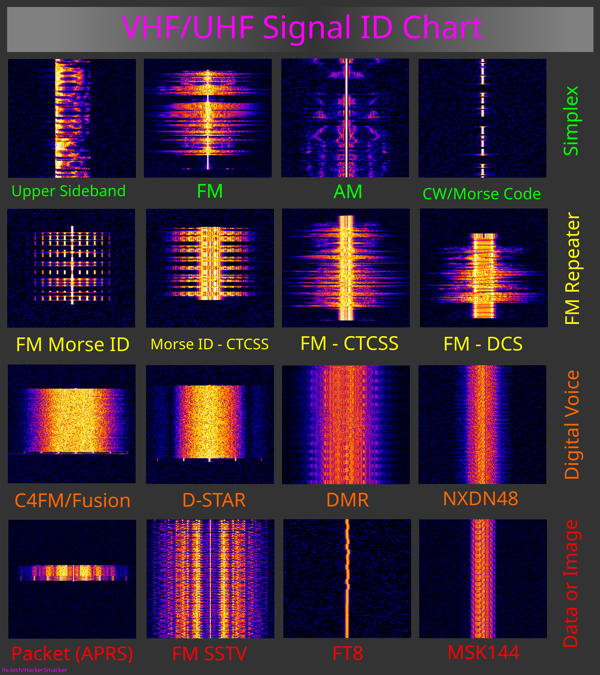 VHF/UHF Signal ID Chart
Upper Sideband
FM
AM
CW/Morse Code
Simplex
FM Morse ID
Morse ID - CTCSS
FM - CTCSS
FM - DCS
FM Repeater
C4FM/Fusion
D-STAR
DMR
NXDN48
Digital Voice
Packet (APRS)
FM SSTV
FT8
MSK144
Data or Image